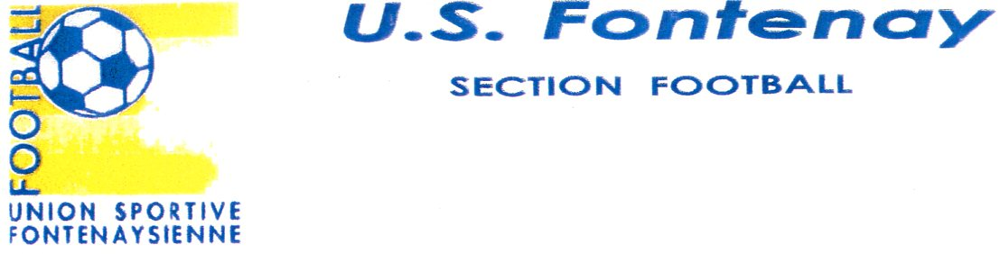 FOOTBALL
UNION SPORTIVE
FONTENAYSIENNE
U.S. Fontenay
SECTION FOOTBALL